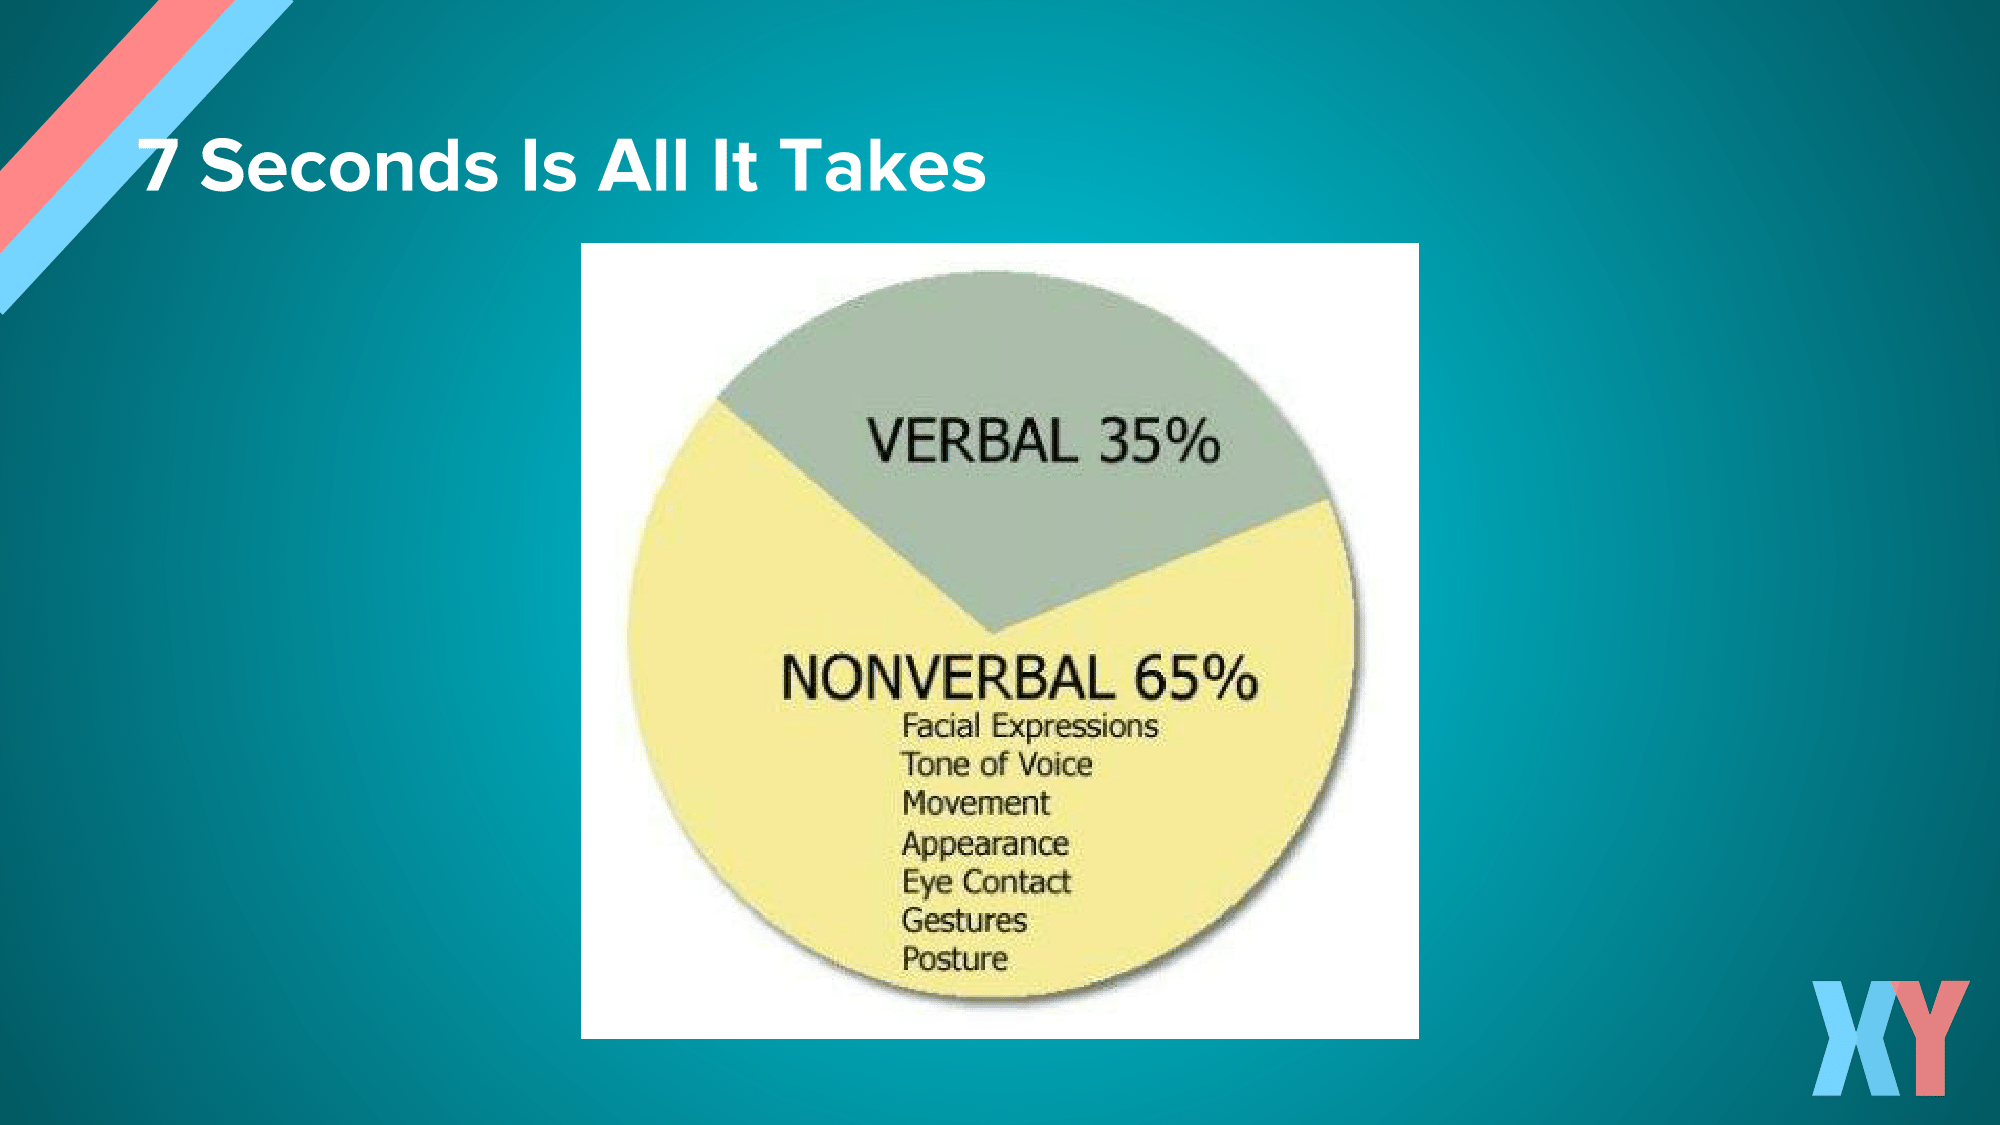 7 Seconds Is All It Takes
VERBAL 35%
NONVERBAL 65%
Facial Expressions
Tone of Voice
Movement
Appearance
Eye Contact
Gestures
Posture
XY